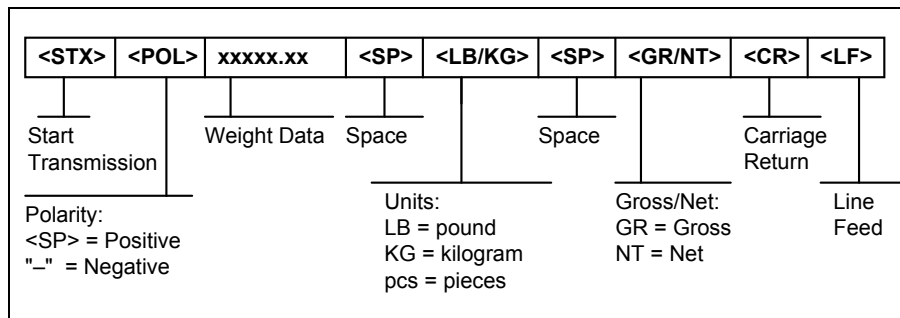 <STX> <POL> xxxxx.xx <SP> <LB/KG> <SP> <GR/NT> <CR> <LF>
Start
Transmission
Weight Data
Space
Space
Carriage
Return
Polarity:
<SP> = Positive
"–" = Negative
Units:
LB = pound
KG = kilogram
pcs = pieces
Gross/Net:
GR = Gross
NT = Net
Line
Feed